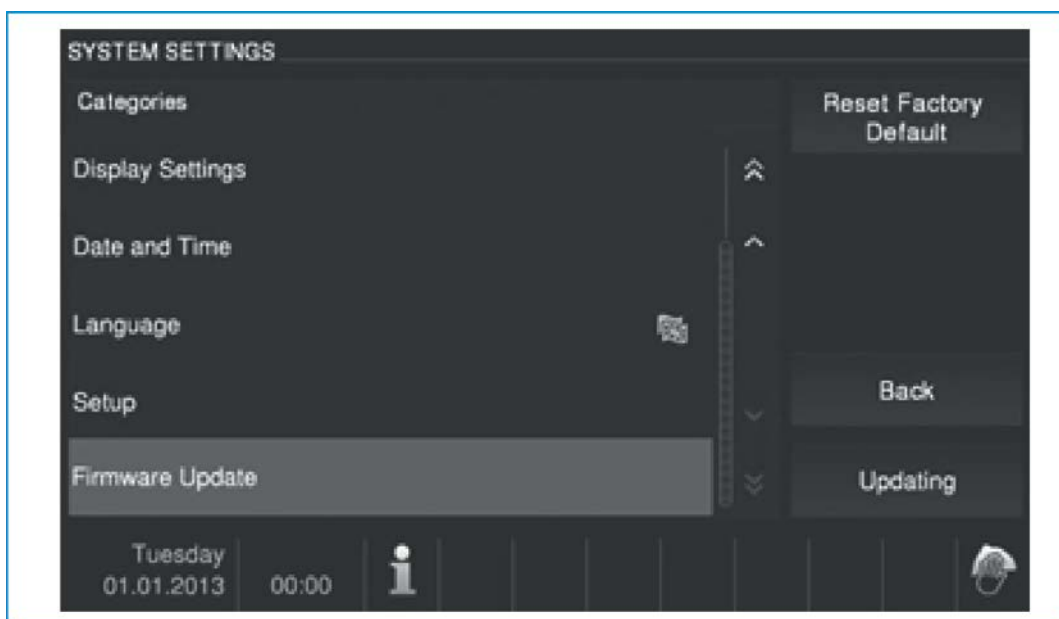 SYSTEM SETTINGS
Categories
Reset Factory
Default
Display Settings
Date and Time
Language
Setup
Back
Firmware Update
Updating
Tuesday
01.01.2013
00:00